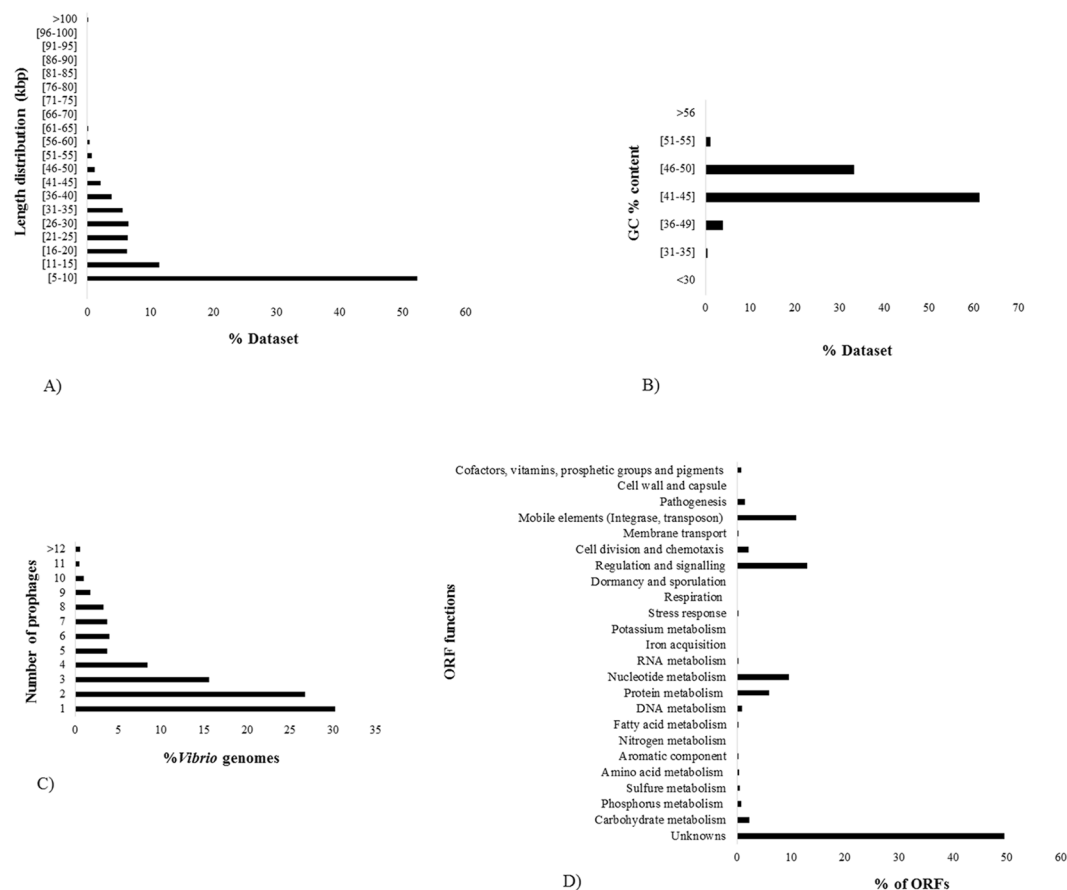 Length distribution (kbp)
>100
[96-100]
[91-95]
[86-90]
[81-85]
[76-80]
[71-75]
[66-70]
[61-65]
[56-60]
[51-55]
[46-50]
[41-45]
[36-40]
[31-35]
[26-30]
[21-25]
[16-20]
[11-15]
[5-10]
0 10 20 30 40 50 60
% Dataset
A)
GC % content
>56
[51-55]
[46-50]
[41-45]
[36-49]
[31-35]
<30
0 10 20 30 40 50 60 70
% Dataset
B)
Number of prophages
>12
11
10
9
8
7
6
5
4
3
2
1
0 5 10 15 20 25 30 35
%Vibrio genomes
C)
ORF functions
Cofactors, vitamins, prosphetic groups and pigments
Cell wall and capsule
Pathogenesis
Mobile elements (Integrase, transposon)
Membrane transport
Cell division and chemotaxis
Regulation and signalling
Dormancy and sporulation
Respiration
Stress response
Potassium metabolism
Iron acquisition
RNA metabolism
Nucleotide metabolism
Protein metabolism
DNA metabolism
Fatty acid metabolism
Nitrogen metabolism
Aromatic component
Amino acid metabolism
Sulfure metabolism
Phosphorus metabolism
Carbohydrate metabolism
Unknowns
0 10 20 30 40 50 60
% of ORFs
D)